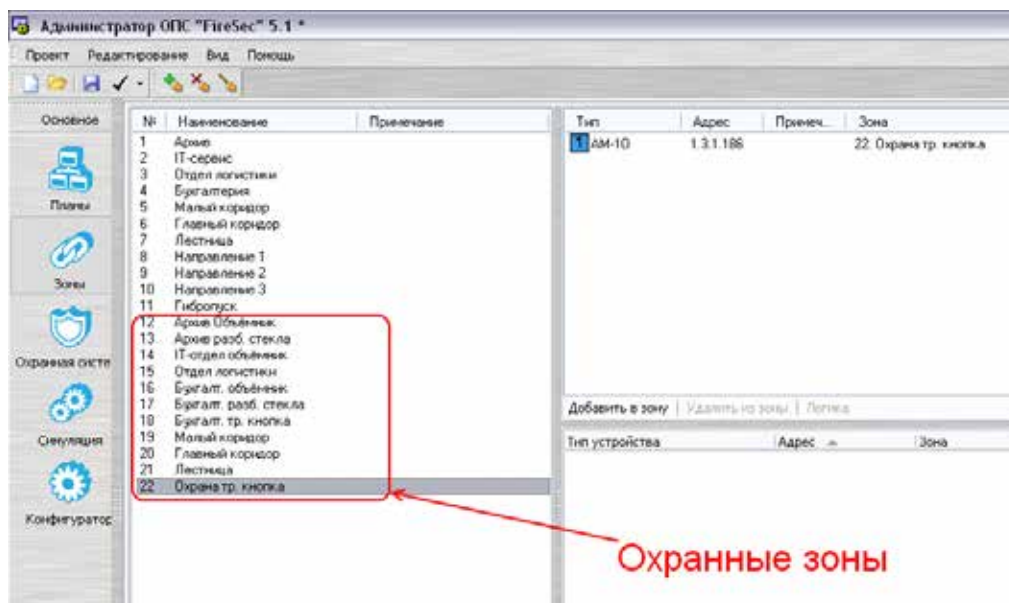 Администратор ОПС "FireSec" 5.1 *
Проект Редактирование Вид Помощь
Основное
Планы
Зоны
Охранная систе
Симуляция
Конфигуратор
№ Наименование Примечание
1 Архив
2 IT-сервис
3 Отдел логистики
4 Бухгалтерия
5 Малый коридор
6 Главный коридор
7 Лестница
8 Направление 1
9 Направление 2
10 Направление 3
11 Гибропуск
12 Архив Объёмник
13 Архив разб. стекла
14 IT-отдел объёмник
15 Отдел логистики
16 Бухгалт. объёмник
17 Бухгалт. разб. стекла
18 Бухгалт. тр. кнопка
19 Малый коридор
20 Главный коридор
21 Лестница
22 Охрана тр. кнопка
Тип Адрес Примеч... Зона
1 АМ-1О 1.3.1.186 22. Охрана тр. кнопка
Добавить в зону Удалить из зоны Логика
Тип устройства Адрес Зона
Охранные зоны